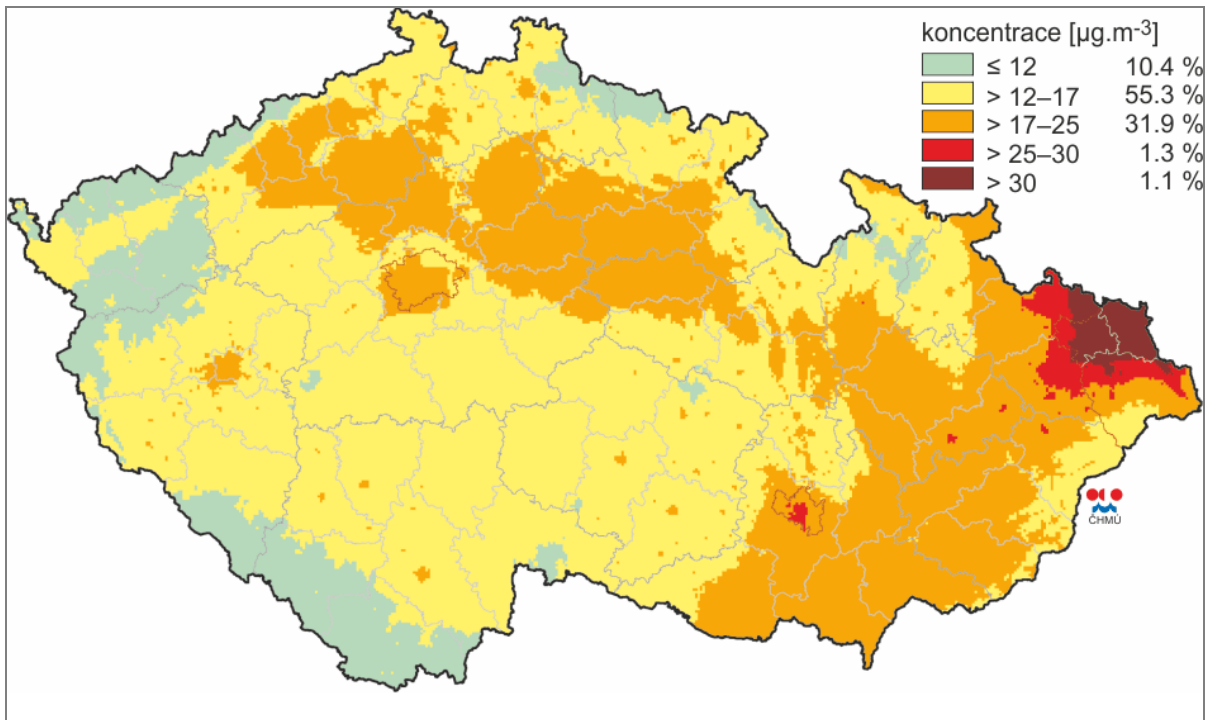 koncentrace [µg.m-3]
≤ 12 10.4 %
> 12–17 55.3 %
> 17–25 31.9 %
> 25–30 1.3 %
> 30 1.1 %
ČHMÚ